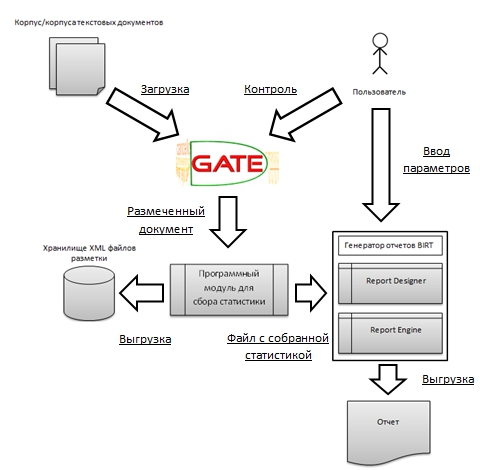 Корпус/корпуса текстовых документов
Загрузка
Контроль
Пользователь
GATE
Ввод
параметров
Размеченный
документ
Хранилище XML файлов
разметки
Программный
модуль для
сбора статистики
Генератор отчетов BIRT
Report Designer
Report Engine
Выгрузка
Файл с собранной
статистикой
Выгрузка
Отчет